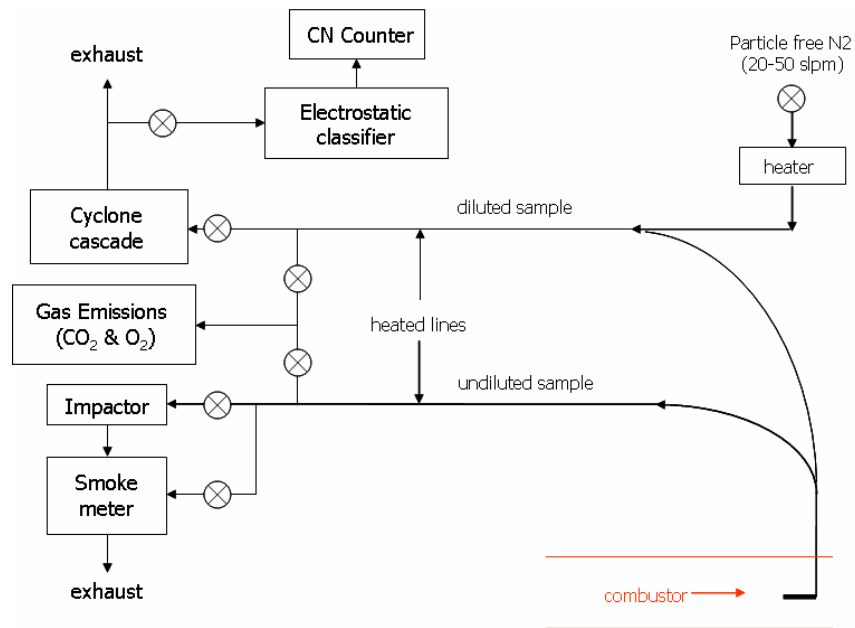 CN Counter
exhaust
Particle free N2
(20-50 slpm)
Electrostatic
classifier
heater
Cyclone
cascade
diluted sample
Gas Emissions
(CO₂ & O₂)
heated lines
undiluted sample
Impactor
Smoke
meter
exhaust
combustor